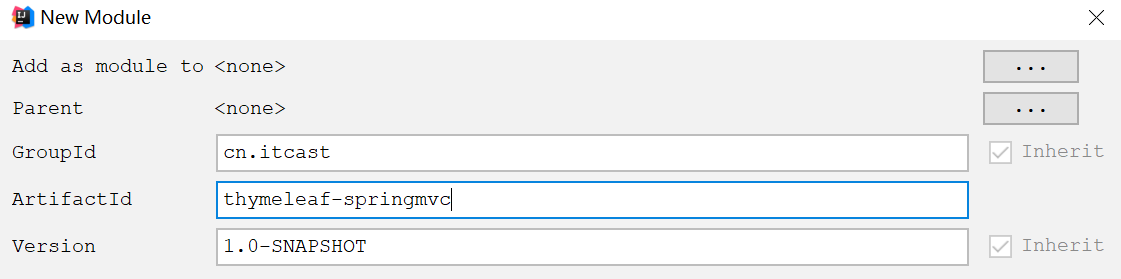 New Module
Add as module to <none> ...
Parent <none> ...
GroupId cn.itcast Inherit
ArtifactId thymeleaf-springmvc
Version 1.0-SNAPSHOT Inherit